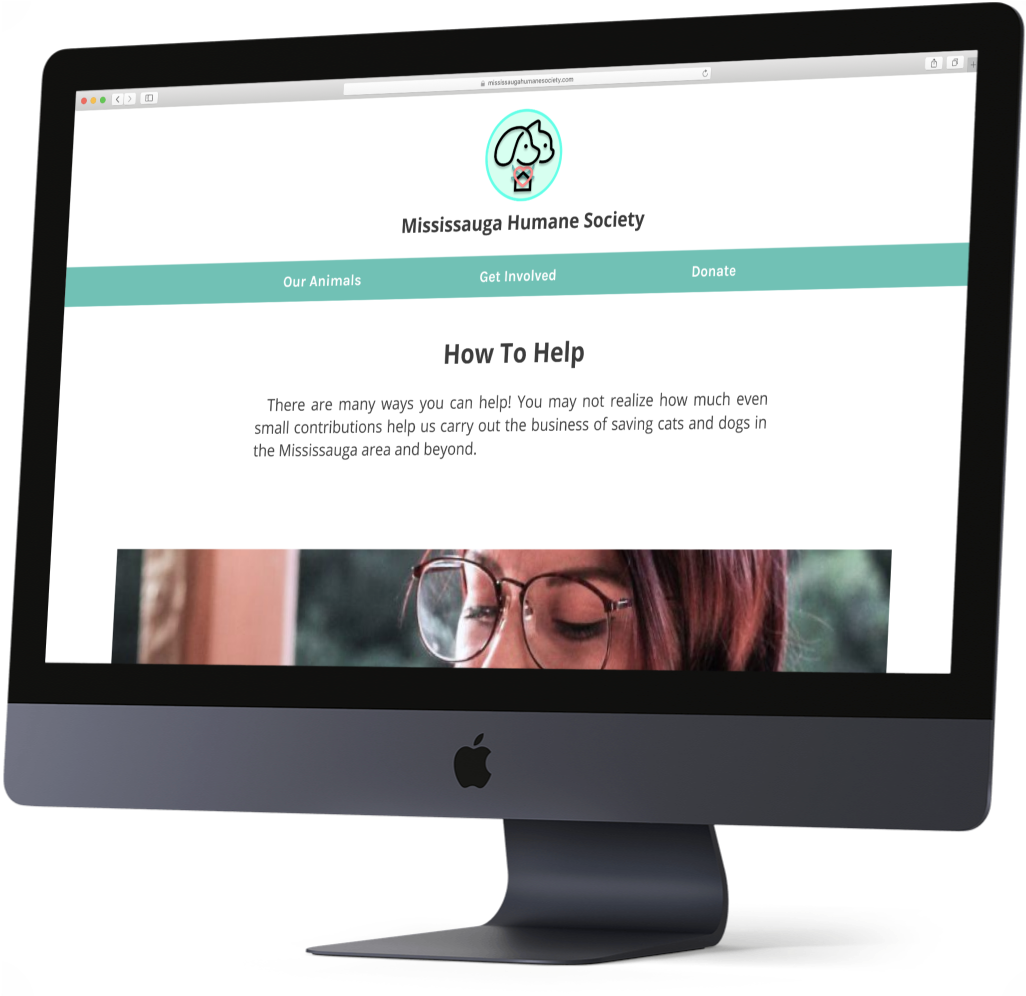 mississaugahumanesociety.com
Mississauga Humane Society
Our Animals Get Involved Donate
How To Help
There are many ways you can help! You may not realize how much even
small contributions help us carry out the business of saving cats and dogs in
the Mississauga area and beyond.